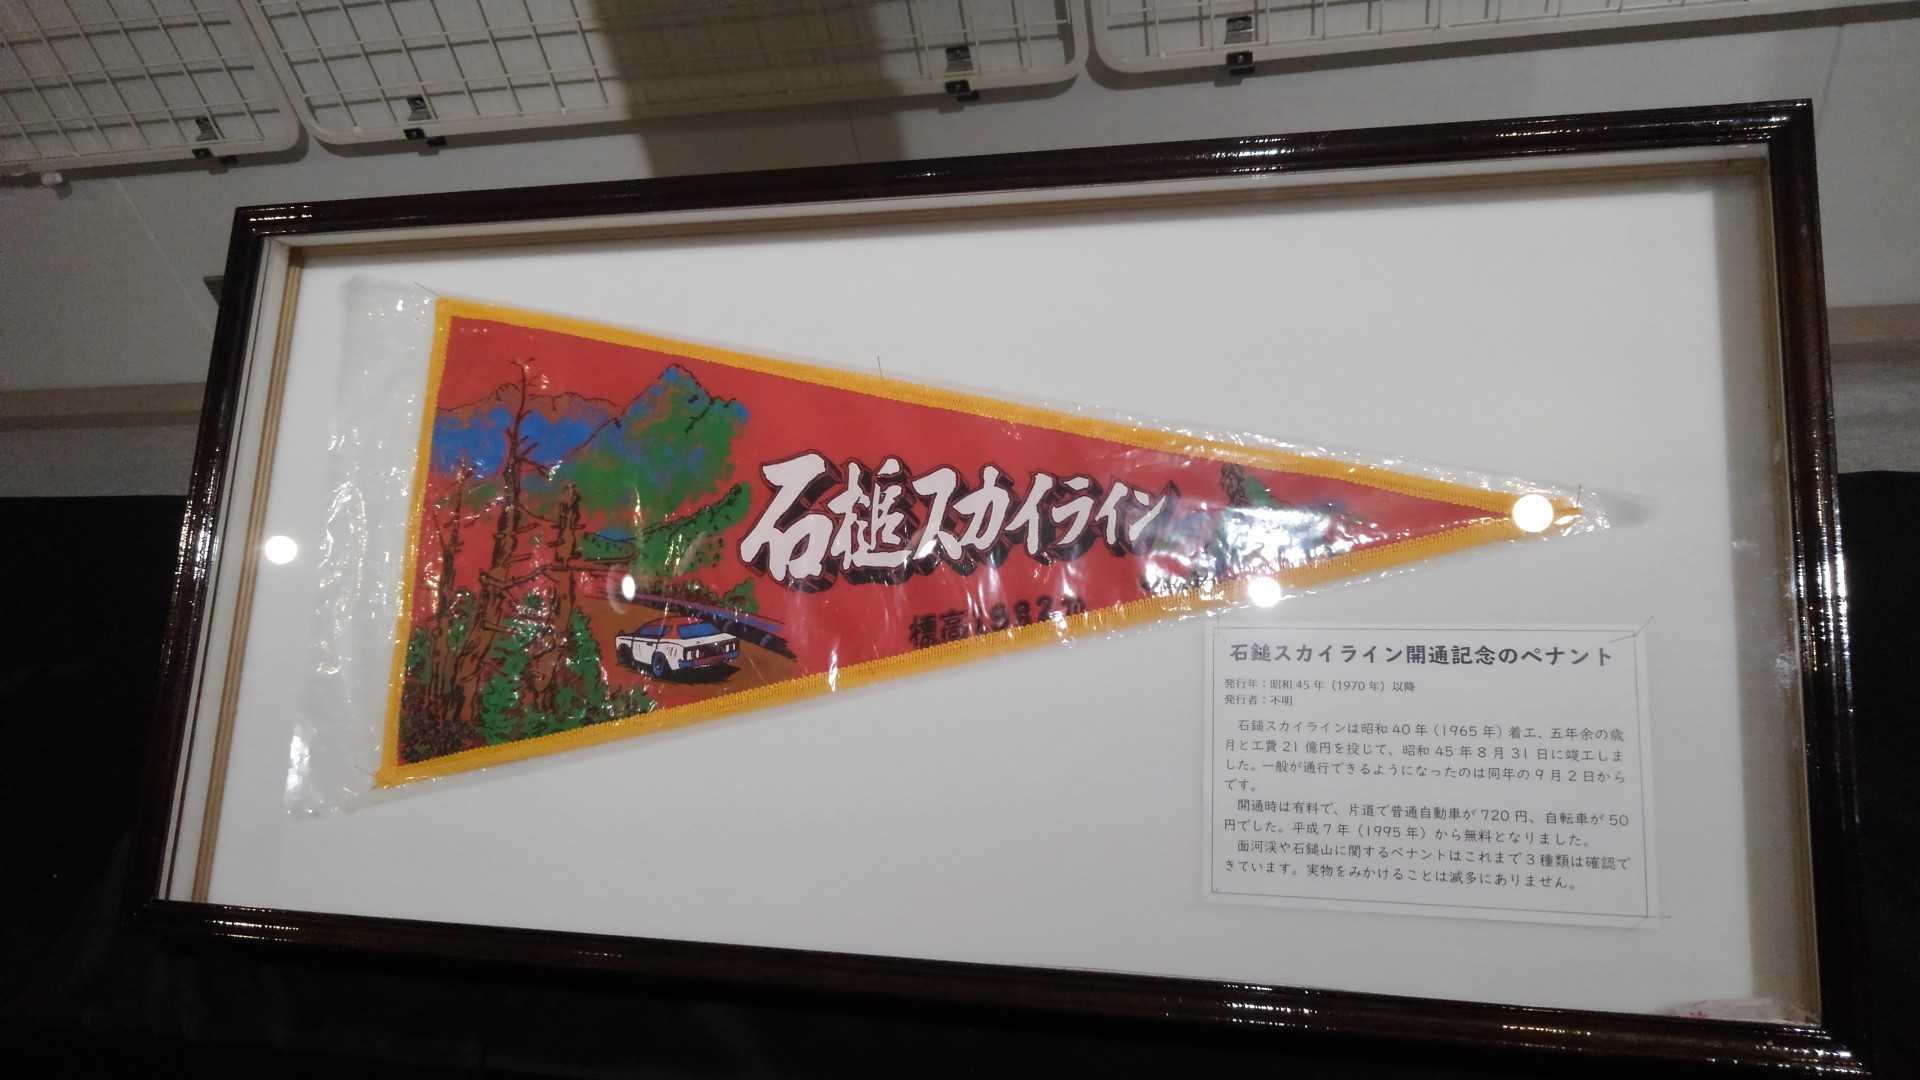 石槌スカイライン
標高1982m
石鎚スカイライン開通記念のペナント
発行年：昭和45年（1970年）以降
発行者：不明
石鎚スカイラインは昭和40年（1965年）着工、五年余の歳
月と工費21億円を投じて、昭和45年8月31日に竣工しま
した。一般が通行できるようになったのは同年の9月2日から
です。
開通時は有料で、片道で普通自動車が720円、自転車が50
円でした。平成7年（1995年）から無料となりました。
面河渓や石鎚山に関するペナントはこれまで3種類は確認で
きています。実物をみかけることは滅多にありません。